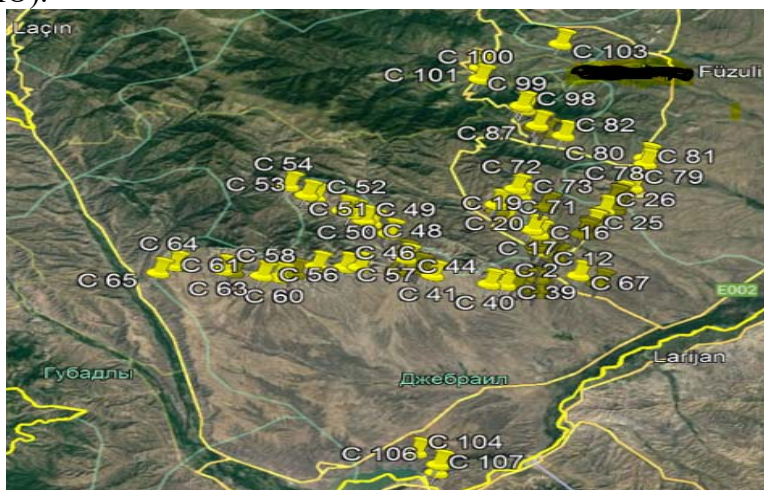 Laçın
C 100
C 103
C 101
Füzuli
C 99
C 98
C 87
C 82
C 80
C 81
C 54
C 72
C 78
C 53
C 52
C 73
C 79
C 19
C 71
C 26
C 51
C 49
C 20
C 25
C 50
C 48
C 16
C 64
C 17
C 58
C 46
C 12
C 61
C 44
C 2
C 65
C 56
C 57
C 67
C 63
C 60
C 41
C 39
C 40
E002
Larijan
Губадлы
Джебраил
C 104
C 106
C 107